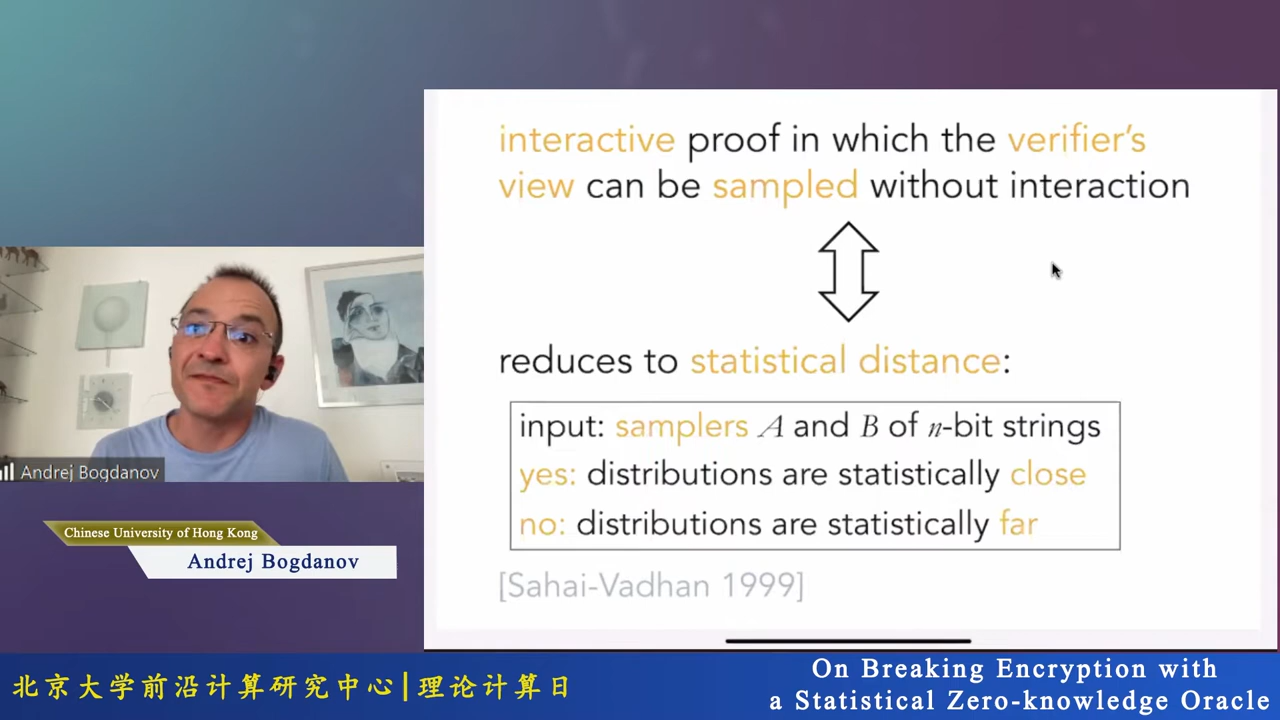 interactive proof in which the verifier's
view can be sampled without interaction
reduces to statistical distance:
input: samplers A and B of n-bit strings
yes: distributions are statistically close
no: distributions are statistically far
[Sahai-Vadhan 1999]
Andrej Bogdanov
Chinese University of Hong Kong
Andrej Bogdanov
北京大学前沿计算研究中心|理论计算日
On Breaking Encryption with
a Statistical Zero-knowledge Oracle